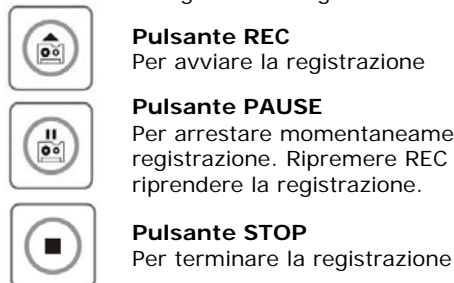 Pulsante REC
Per avviare la registrazione
Pulsante PAUSE
Per arrestare momentaneame
registrazione. Ripremere REC
riprendere la registrazione.
Pulsante STOP
Per terminare la registrazione